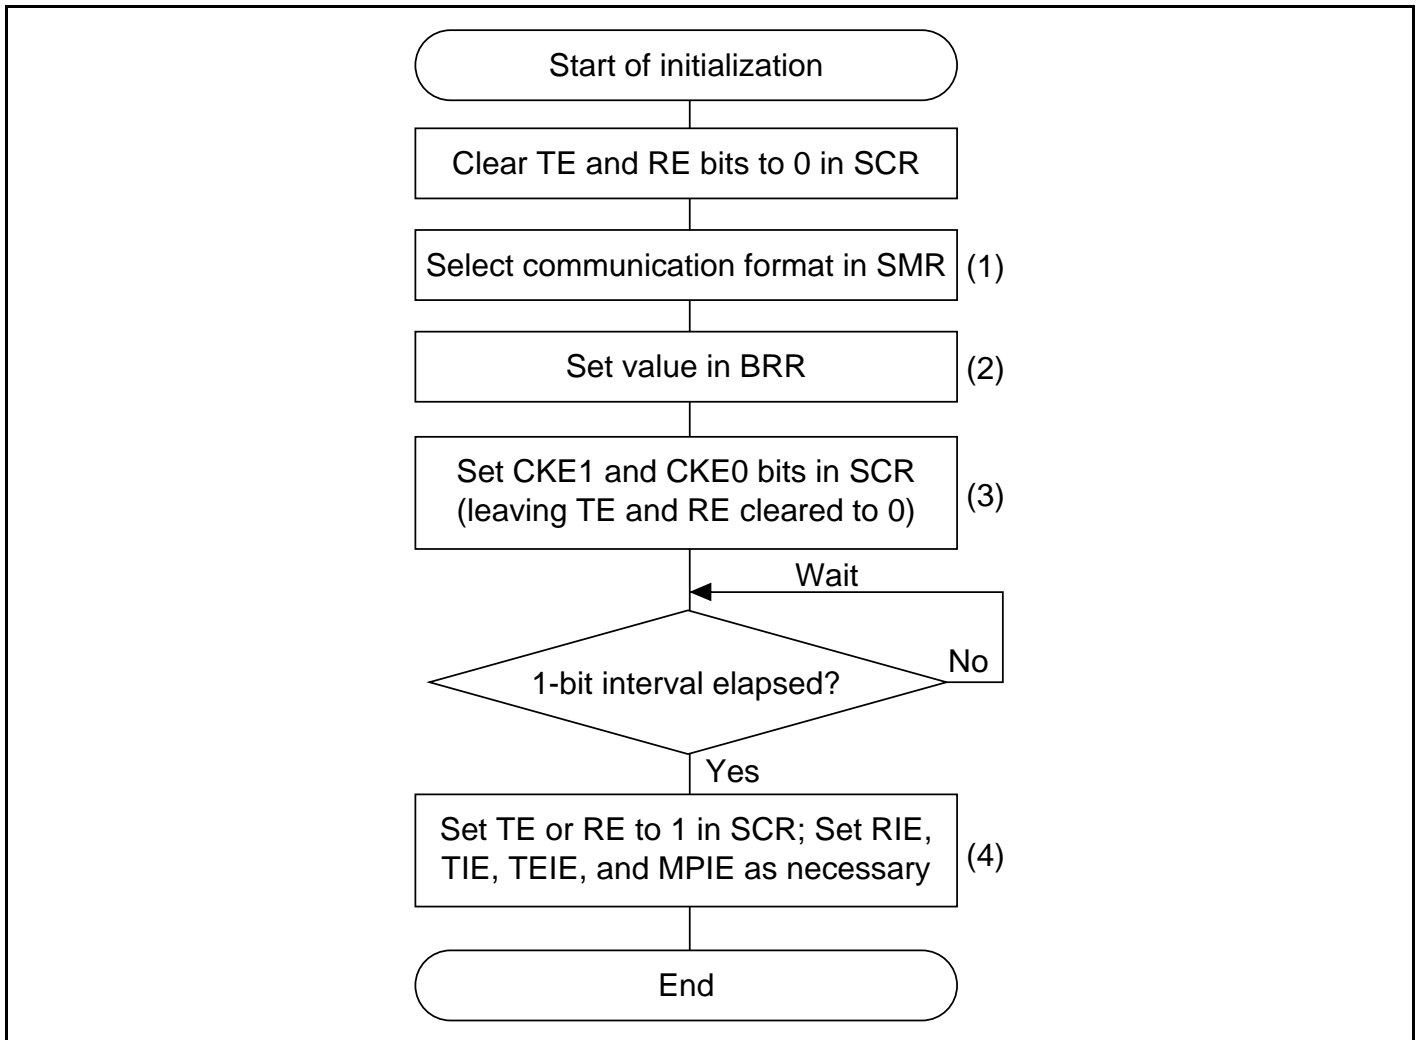 Start of initialization
Clear TE and RE bits to 0 in SCR
Select communication format in SMR
(1)
Set value in BRR
(2)
Set CKE1 and CKE0 bits in SCR
(leaving TE and RE cleared to 0)
(3)
Wait
1-bit interval elapsed?
No
Yes
Set TE or RE to 1 in SCR; Set RIE,
TIE, TEIE, and MPIE as necessary
(4)
End